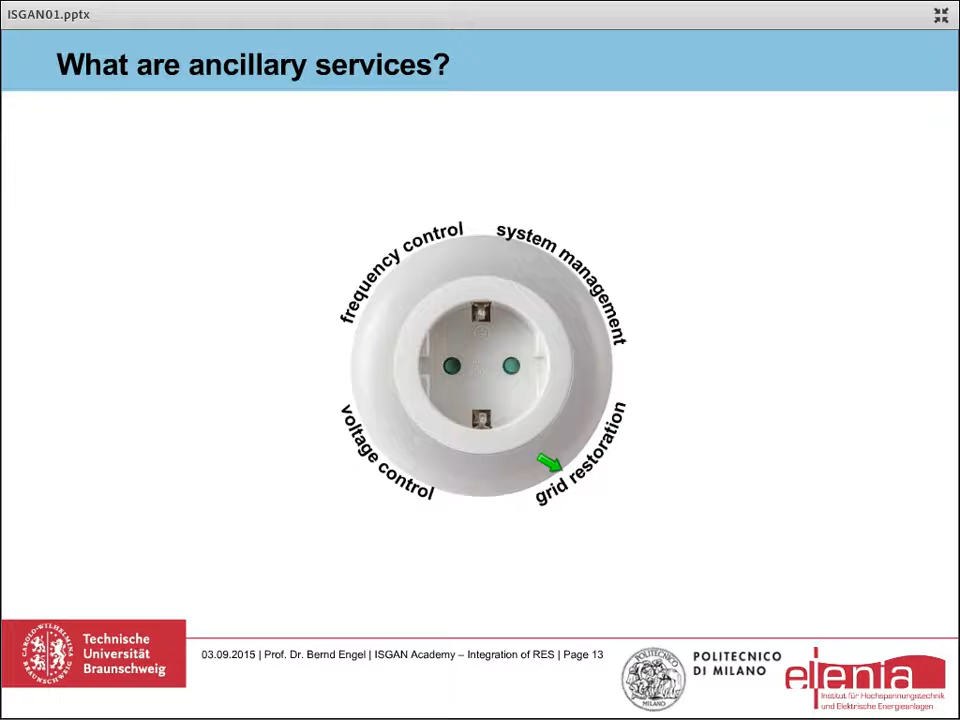 ISGAN01.pptx
What are ancillary services?
frequency control
system management
voltage control
grid restoration
Technische
Universität
Braunschweig
03.09.2015 | Prof. Dr. Bernd Engel | ISGAN Academy – Integration of RES | Page 13
POLITECNICO
DI MILANO
elenia
Institut für Hochspannungstechnik
und Elektrische Energieanlagen